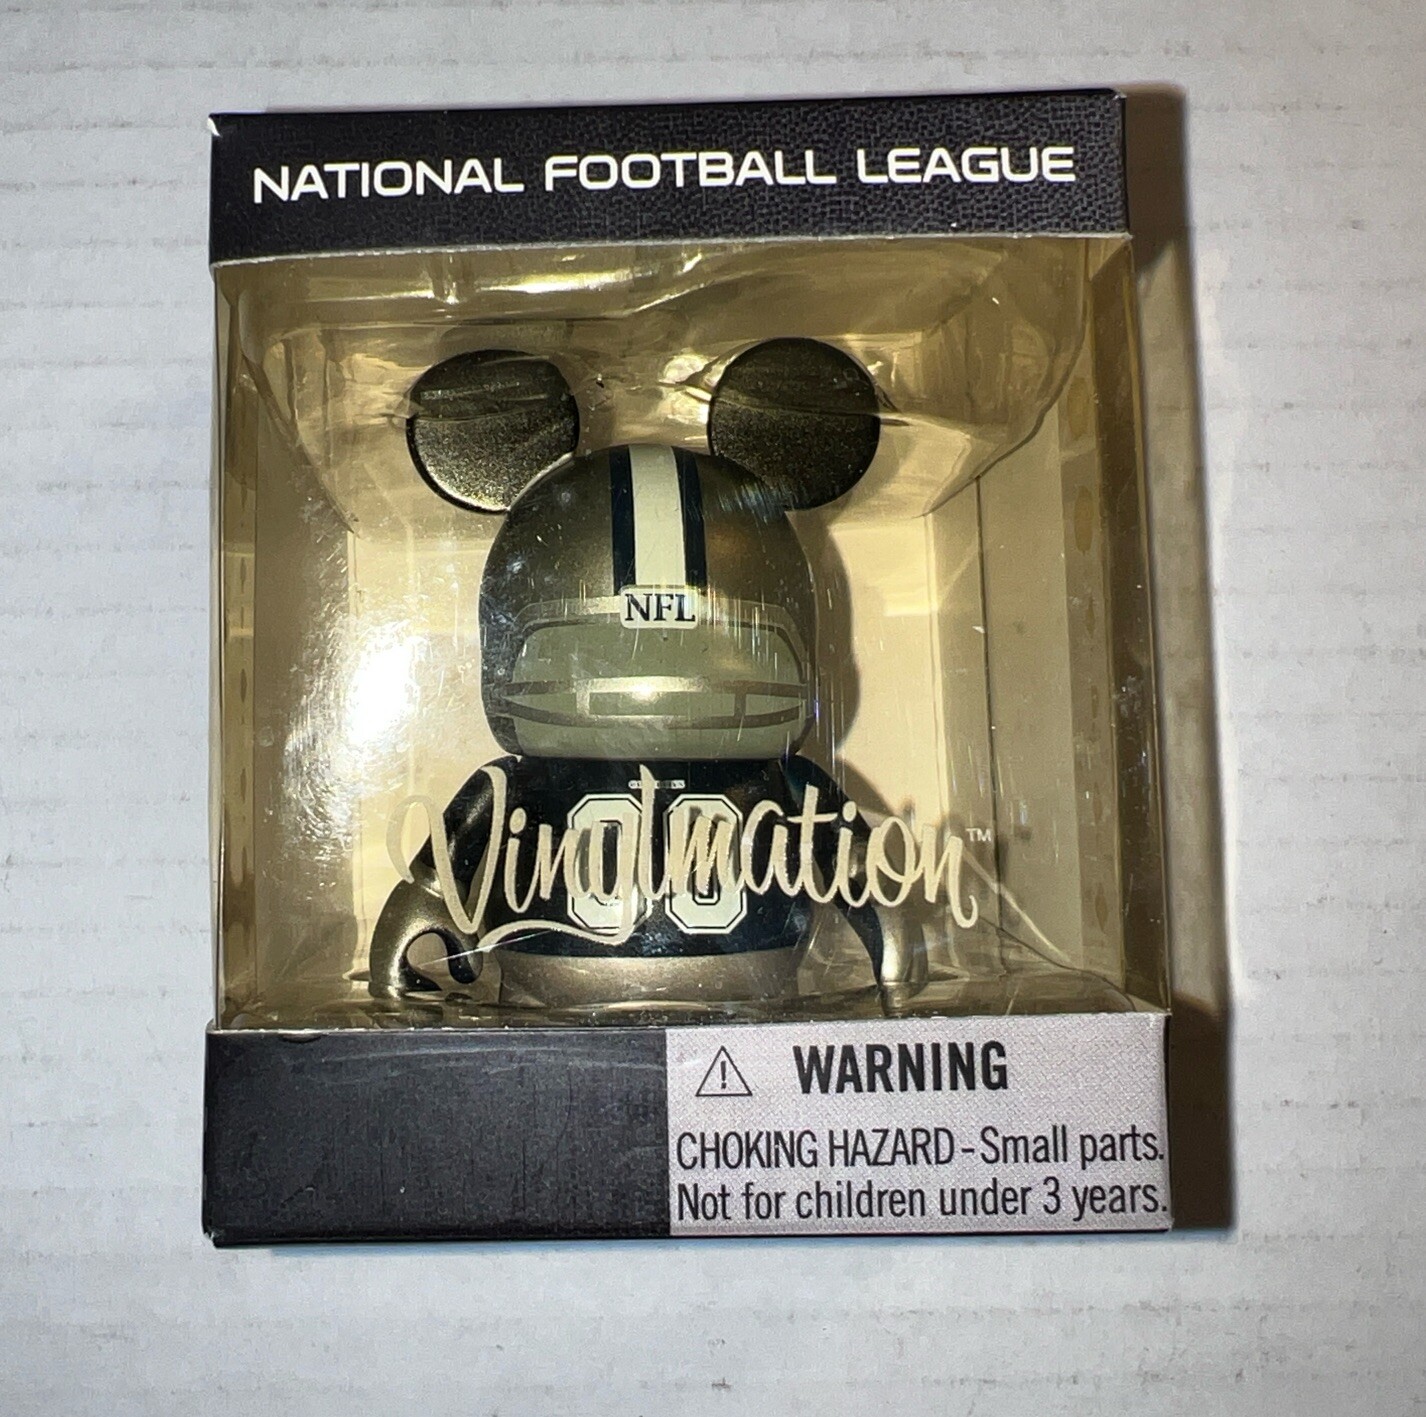 NATIONAL FOOTBALL LEAGUE
NFL
00
Vinylmation™
WARNING
CHOKING HAZARD - Small parts.
Not for children under 3 years.